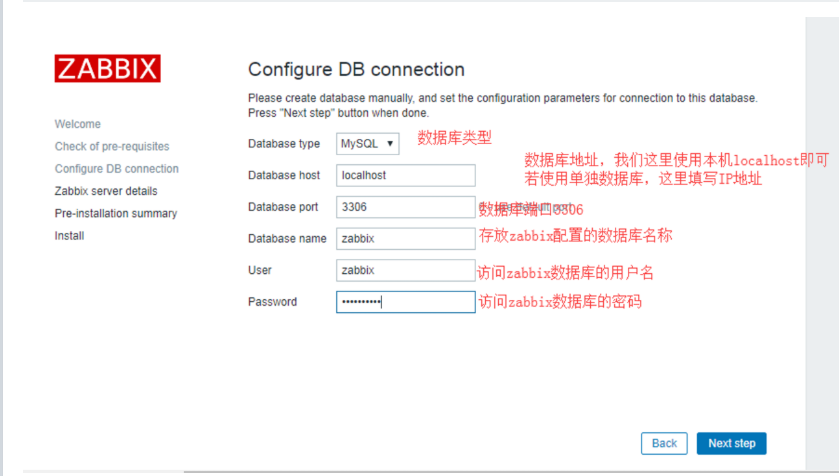 ZABBIX
Welcome
Check of pre-requisites
Configure DB connection
Zabbix server details
Pre-installation summary
Install
Configure DB connection
Please create database manually, and set the configuration parameters for connection to this database.
Press "Next step" button when done.
Database type MySQL 数据库类型
数据库地址，我们这里使用本机localhost即可
若使用单独数据库，这里填写IP地址
Database host localhost
Database port 3306 数据库端口3306
Database name zabbix 存放zabbix配置的数据库名称
User zabbix 访问zabbix数据库的用户名
Password •••••••••• 访问zabbix数据库的密码
Back Next step